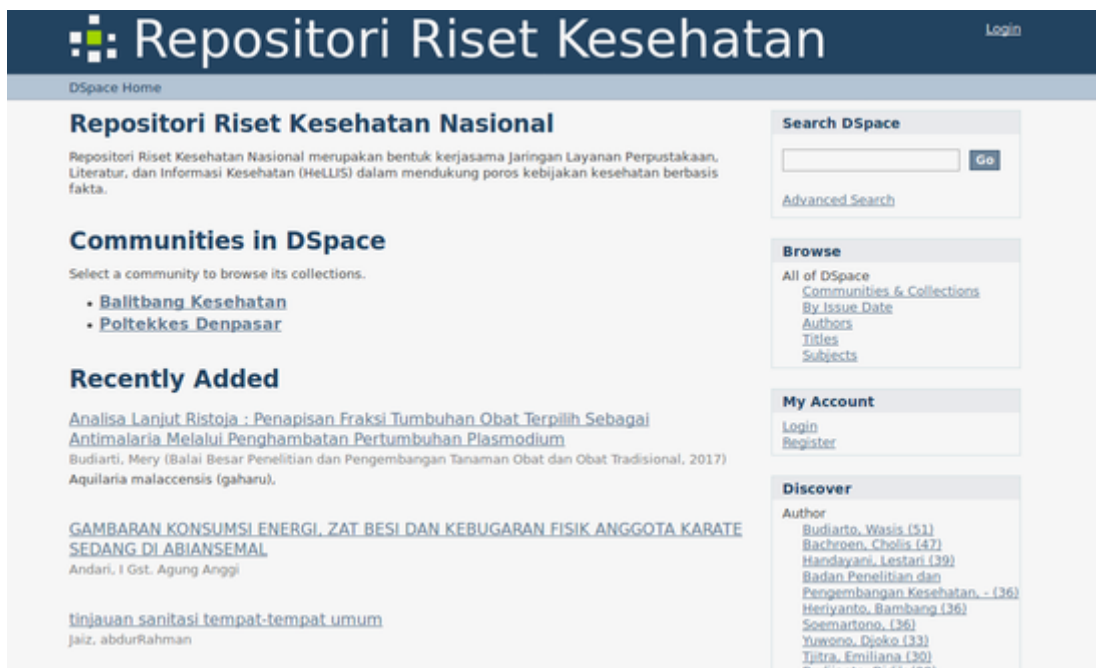 Repositori Riset Kesehatan
Login
DSpace Home
Repositori Riset Kesehatan Nasional
Repositori Riset Kesehatan Nasional merupakan bentuk kerjasama Jaringan Layanan Perpustakaan,
Literatur, dan Informasi Kesehatan (HeLLIS) dalam mendukung poros kebijakan kesehatan berbasis
fakta.
Communities in DSpace
Select a community to browse its collections.
• Balitbang Kesehatan
• Poltekkes Denpasar
Recently Added
Analisa Lanjut Ristoja : Penapisan Fraksi Tumbuhan Obat Terpilih Sebagai
Antimalaria Melalui Penghambatan Pertumbuhan Plasmodium
Budiarti, Mery (Balai Besar Penelitian dan Pengembangan Tanaman Obat dan Obat Tradisional, 2017)
Aquilaria malaccensis (gaharu),
GAMBARAN KONSUMSI ENERGI, ZAT BESI DAN KEBUGARAN FISIK ANGGOTA KARATE
SEDANG DI ABIANSEMAL
Andari, I Gst. Agung Anggi
tinjauan sanitasi tempat-tempat umum
Jaiz, abdurRahman
Search DSpace
Go
Advanced Search
Browse
All of DSpace
Communities & Collections
By Issue Date
Authors
Titles
Subjects
My Account
Login
Register
Discover
Author
Budiarto, Wasis (51)
Bachroen, Cholis (47)
Handayani, Lestari (39)
Badan Penelitian dan
Pengembangan Kesehatan, - (36)
Heriyanto, Bambang (36)
Soemartono, (36)
Yuwono, Djoko (33)
Tjitra, Emiliana (30)